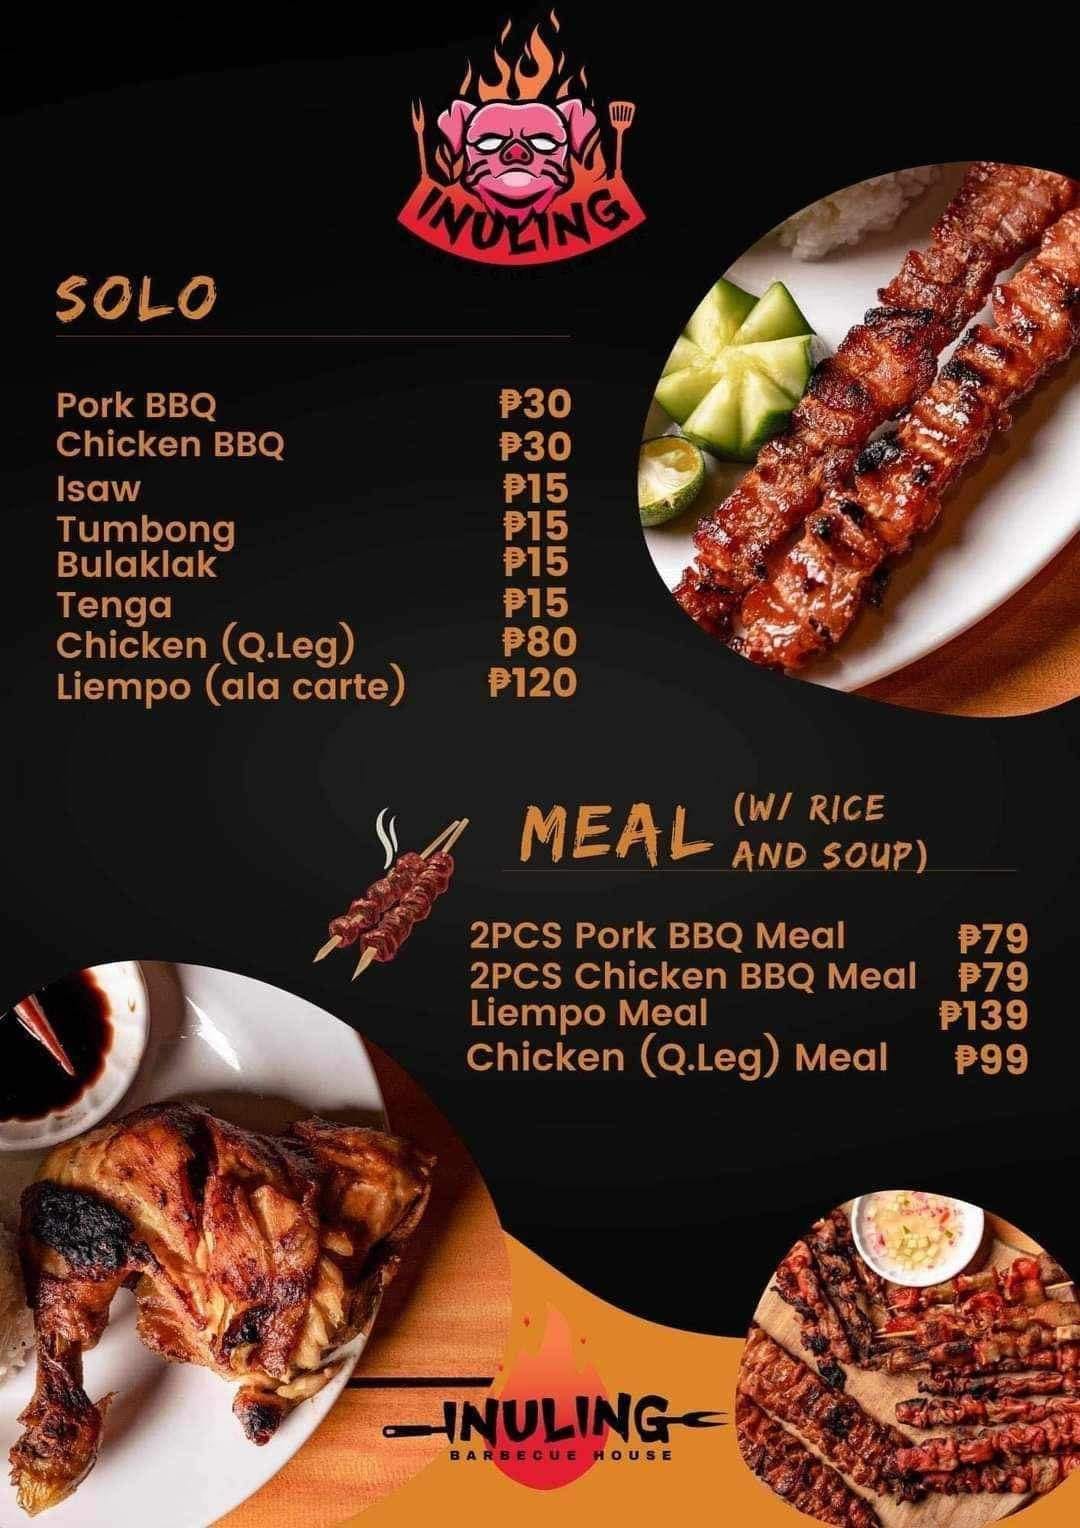 INULING
SOLO
Pork BBQ ₱30
Chicken BBQ ₱30
Isaw ₱15
Tumbong ₱15
Bulaklak ₱15
Tenga ₱15
Chicken (Q.Leg) ₱80
Liempo (ala carte) ₱120
MEAL (W/ RICE
AND SOUP)
2PCS Pork BBQ Meal ₱79
2PCS Chicken BBQ Meal ₱79
Liempo Meal ₱139
Chicken (Q.Leg) Meal ₱99
INULING
BARBECUE HOUSE